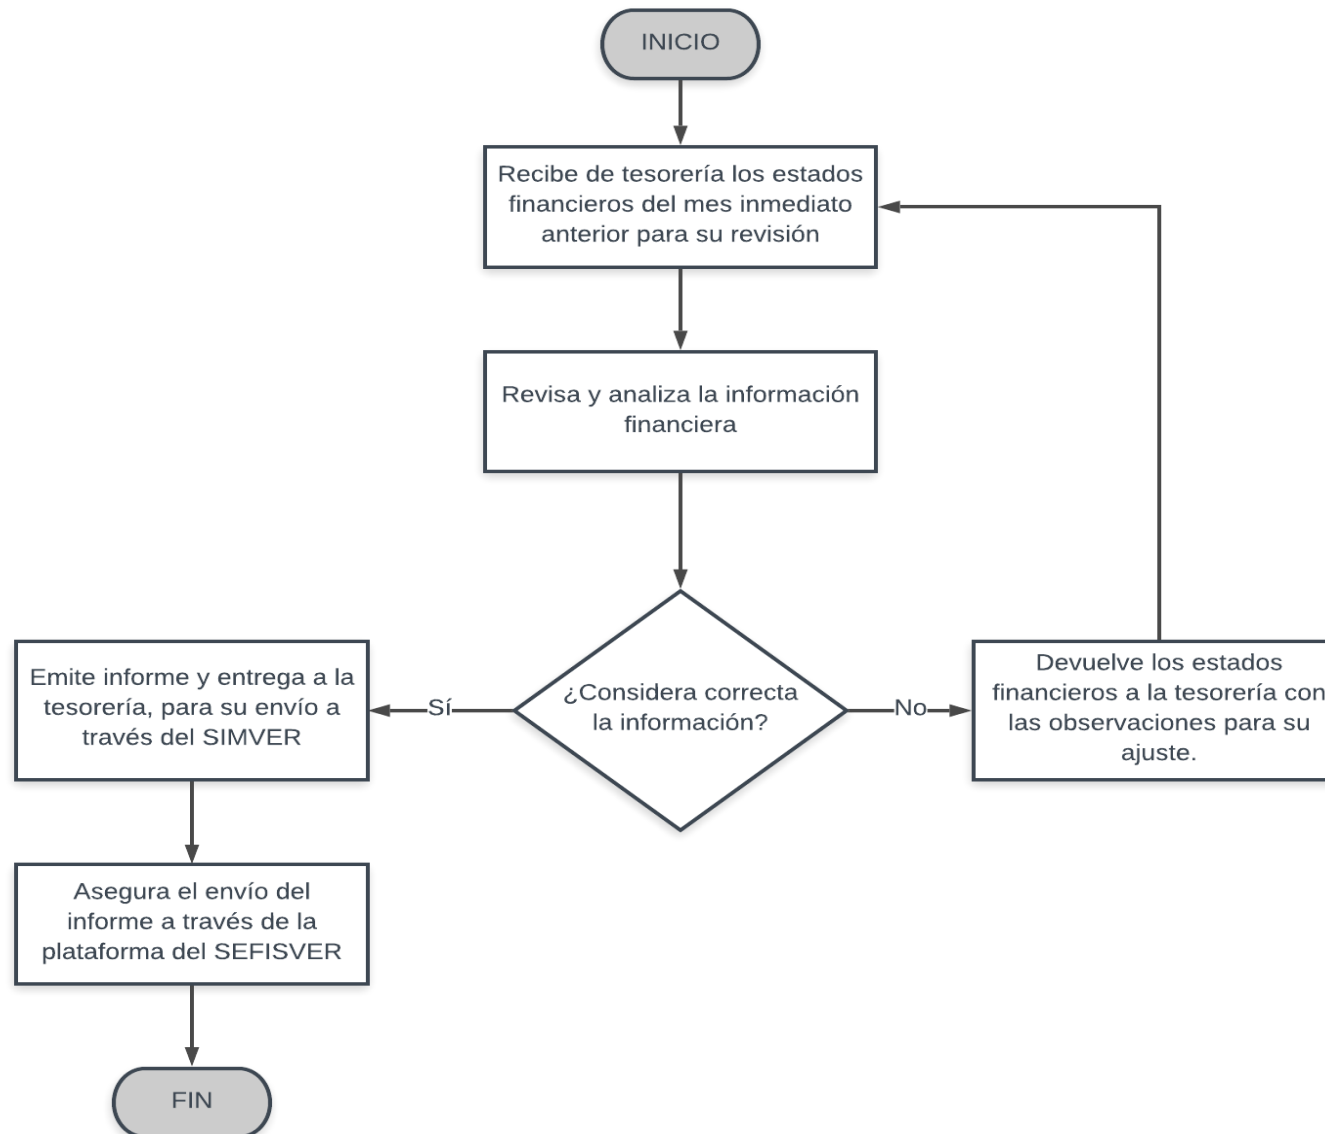 INICIO
Recibe de tesorería los estados
financieros del mes inmediato
anterior para su revisión
Revisa y analiza la información
financiera
¿Considera correcta
la información?
Sí
No
Emite informe y entrega a la
tesorería, para su envío a
través del SIMVER
Devuelve los estados
financieros a la tesorería con
las observaciones para su
ajuste.
Asegura el envío del
informe a través de la
plataforma del SEFISVER
FIN